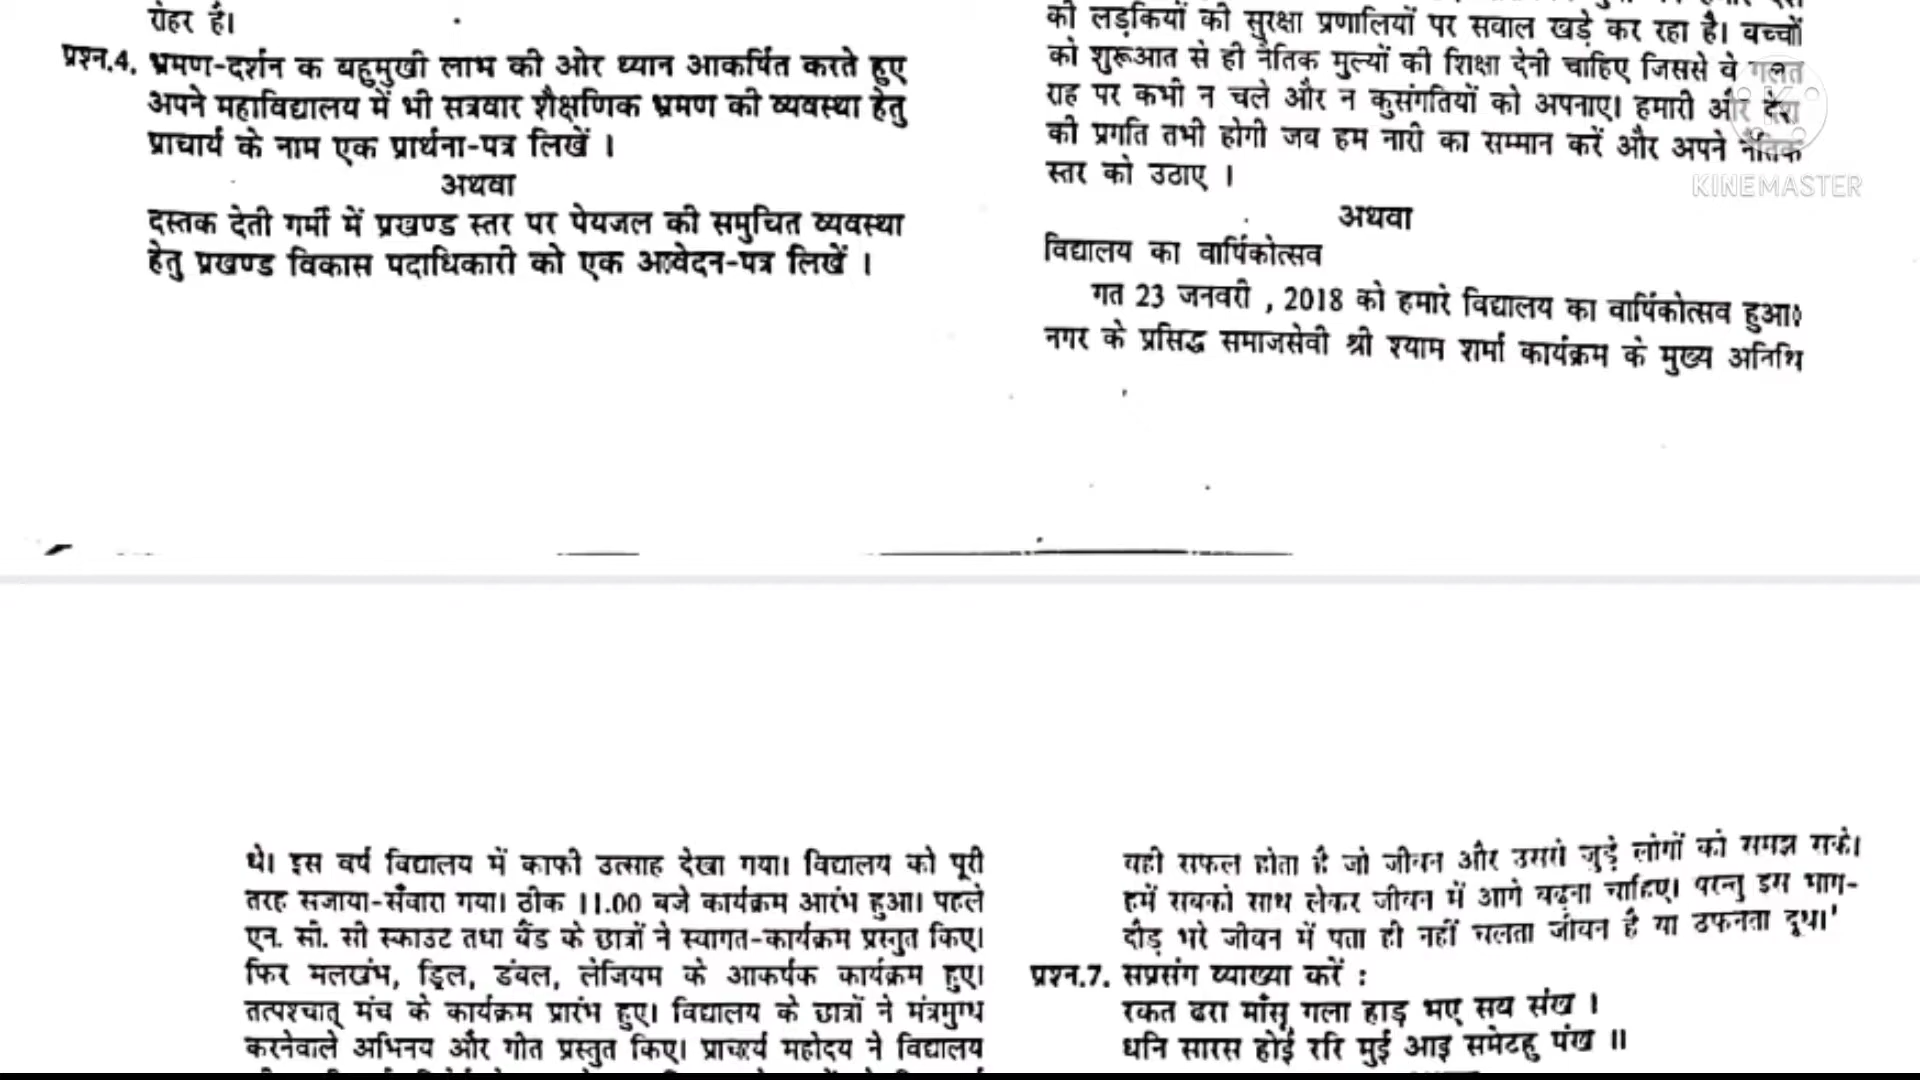 रोहर है।
प्रश्न.4. भ्रमण-दर्शन क बहुमुखी लाभ की ओर ध्यान आकर्पित करते हुए
अपने महाविद्यालय में भी सत्रवार शैक्षणिक भ्रमण की व्यवस्था हेतु
प्राचार्य के नाम एक प्रार्थना-पत्र लिखें ।
अथवा
दस्तक देती गर्मी में प्रखण्ड स्तर पर पेयजल की समुचित व्यवस्था
हेतु प्रखण्ड विकास पदाधिकारी को एक आवेदन-पत्र लिखें ।
की लड़कियों की सुरक्षा प्रणालियों पर सवाल खड़े कर रहा है। बच्चों
को शुरूआत से ही नैतिक मुल्यों की शिक्षा देनी चाहिए जिससे वे गलत
राह पर कभी न चले और न कुसंगतियों को अपनाए। हमारी और देश
की प्रगति तभी होगी जब हम नारी का सम्मान करें और अपने नैतिक
स्तर को उठाए ।
KINEMASTER
अथवा
विद्यालय का वार्पिकोत्सव
गत 23 जनवरी , 2018 को हमारे विद्यालय का वार्पिकोत्सव हुआ।
नगर के प्रसिद्ध समाजसेवी श्री श्याम शर्मा कार्यक्रम के मुख्य अतिथि
थे। इस वर्ष विद्यालय में काफी उत्साह देखा गया। विद्यालय को पूरी
तरह सजाया-सँवारा गया। ठीक 11.00 बजे कार्यक्रम आरंभ हुआ। पहले
एन. सी. सी स्काउट तथा बैंड के छात्रों ने स्वागत-कार्यक्रम प्रस्तुत किए।
फिर मलखंभ, ड्रिल, डंबल, लेजियम के आकर्षक कार्यक्रम हुए।
तत्पश्चात् मंच के कार्यक्रम प्रारंभ हुए। विद्यालय के छात्रों ने मंत्रमुग्ध
करनेवाले अभिनय और गीत प्रस्तुत किए। प्राचार्य महोदय ने विद्यालय
वही सफल होता है जो जीवन और उससे जुड़े लोगों को समझ सके।
हमें सबको साथ लेकर जीवन में आगे बढ़ना चाहिए। परन्तु इस भाग-
दौड़ भरे जीवन में पता ही नहीं चलता जीवन है या उफनता दूध।'
प्रश्न.7. सप्रसंग व्याख्या करें :
रकत ढरा माँसू गला हाड़ भए सब संख ।
धनि सारस होई ररि मुई आइ समेटहु पंख ॥